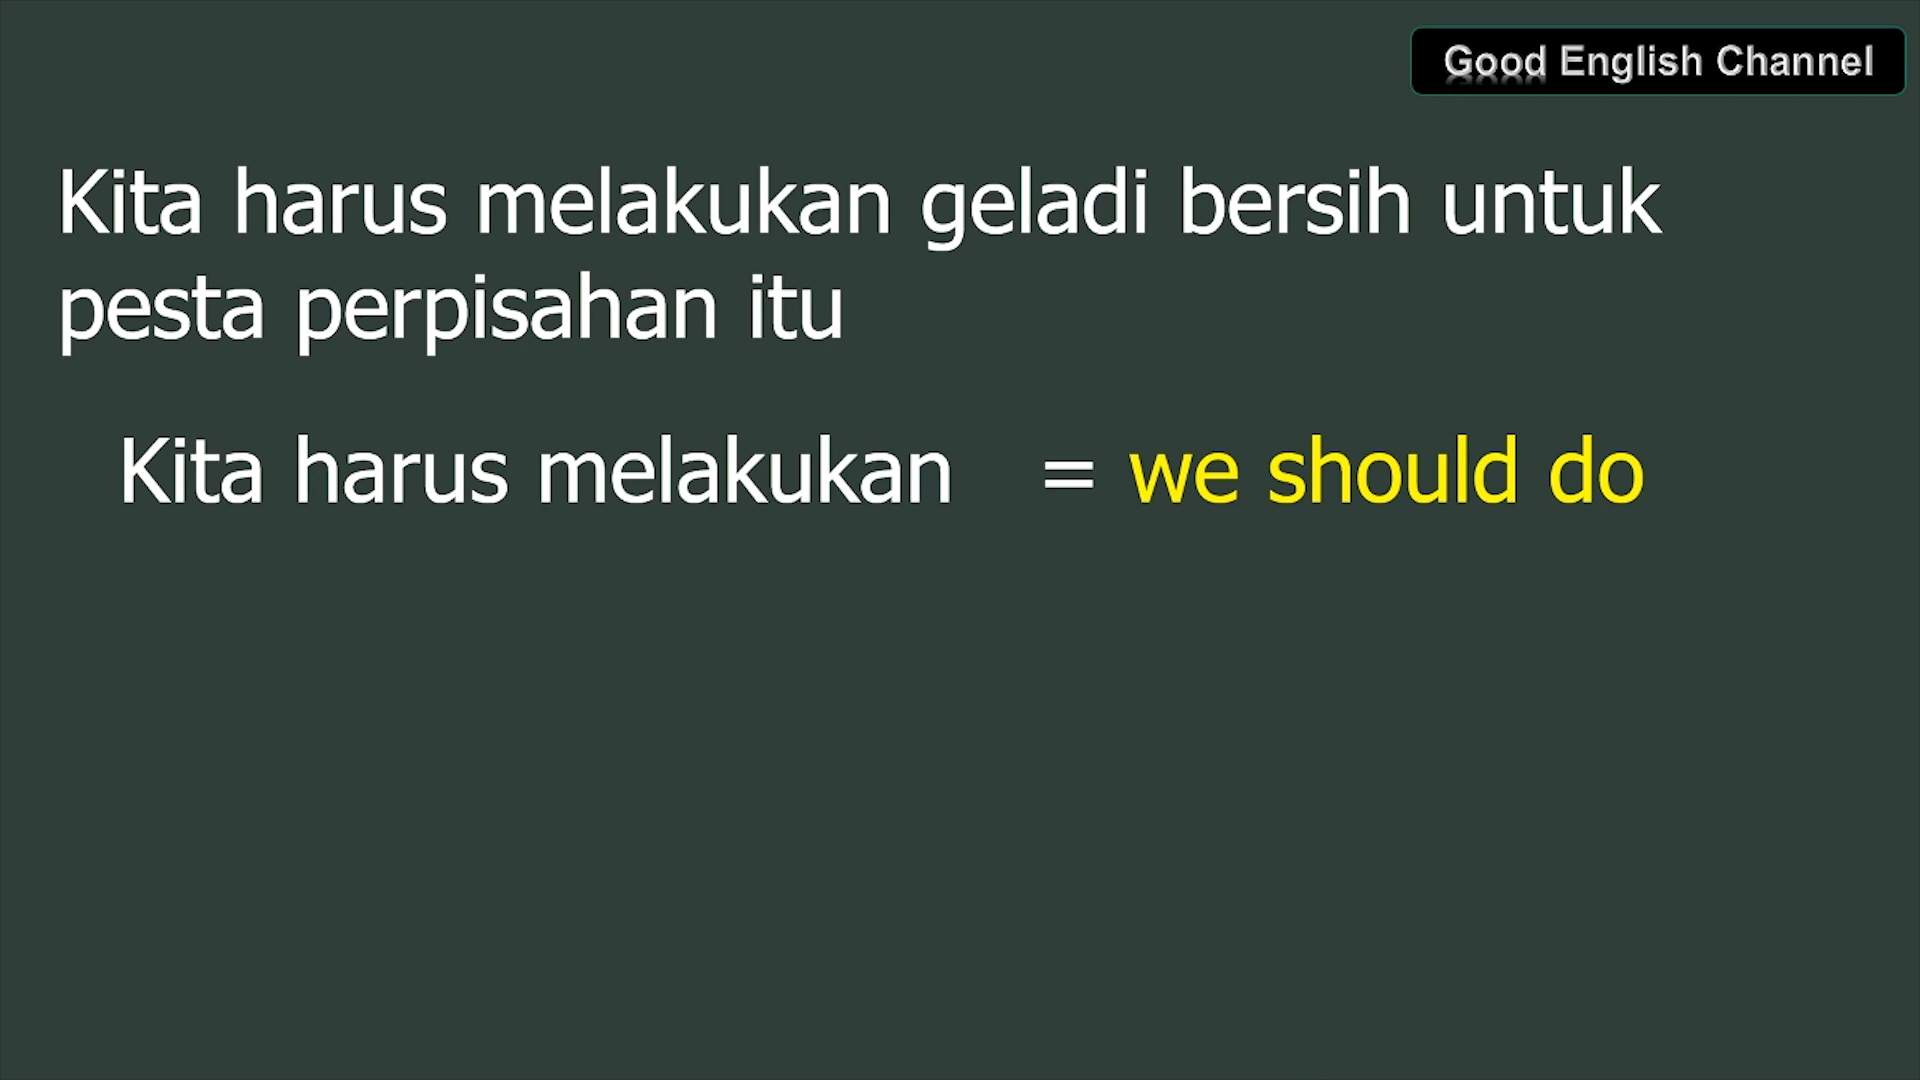 Good English Channel
Kita harus melakukan geladi bersih untuk
pesta perpisahan itu
Kita harus melakukan = we should do